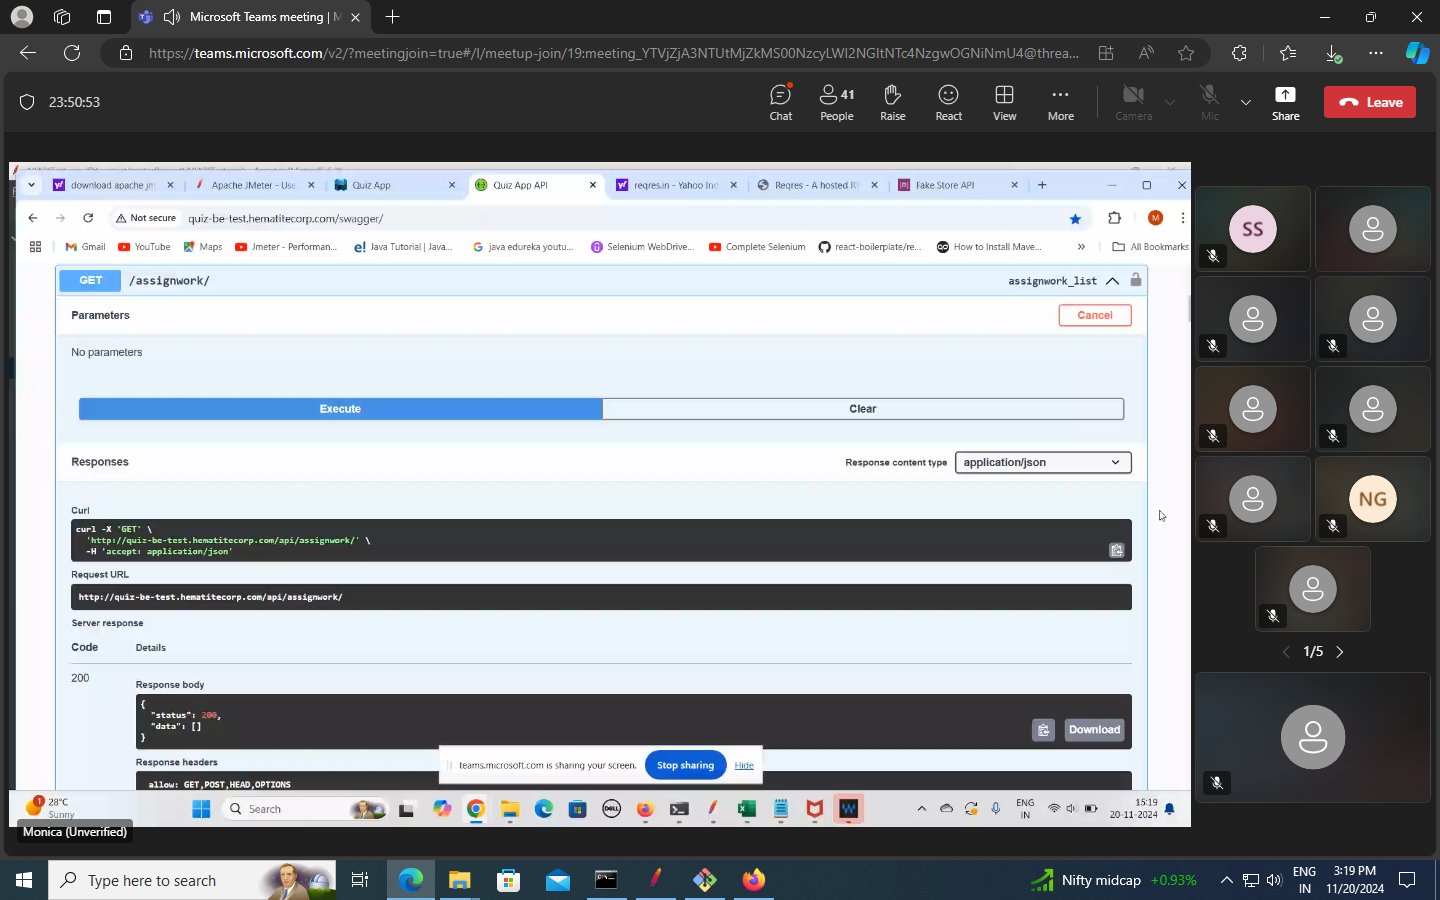 Microsoft Teams meeting | M
https://teams.microsoft.com/v2/?meetingjoin=true#/l/meetup-join/19:meeting_YTVjZjA3NTUtMjZkMS00NzcyLWI2NGItNTc4NzgwOGNiNmU4@threa...
23:50:53
Chat
41
People
Raise
React
View
More
Camera
Mic
Share
Leave
download apache jm
Apache JMeter - Use
Quiz App
Quiz App API
reqres.in - Yahoo Ind
Reqres - A hosted RE
Fake Store API
Not secure
quiz-be-test.hematitecorp.com/swagger/
M
Gmail
YouTube
Maps
Jmeter - Performan...
Java Tutorial | Java...
java edureka youtu...
Selenium WebDrive...
Complete Selenium
react-boilerplate/re...
How to Install Mave...
»
All Bookmarks
GET /assignwork/
assignwork_list
Parameters
Cancel
No parameters
Execute
Clear
Responses
Response content type
application/json
Curl
curl -X 'GET' \
'http://quiz-be-test.hematitecorp.com/api/assignwork/' \
-H 'accept: application/json'
Request URL
http://quiz-be-test.hematitecorp.com/api/assignwork/
Server response
Code
Details
200
Response body
{
"status": 200,
"data": []
}
Download
Response headers
allow: GET,POST,HEAD,OPTIONS
teams.microsoft.com is sharing your screen.
Stop sharing
Hide
SS
NG
1/5
1
28°C
Sunny
Search
DELL
ENG
IN
15:19
20-11-2024
Monica (Unverified)
Type here to search
Nifty midcap +0.93%
ENG
IN
3:19 PM
11/20/2024